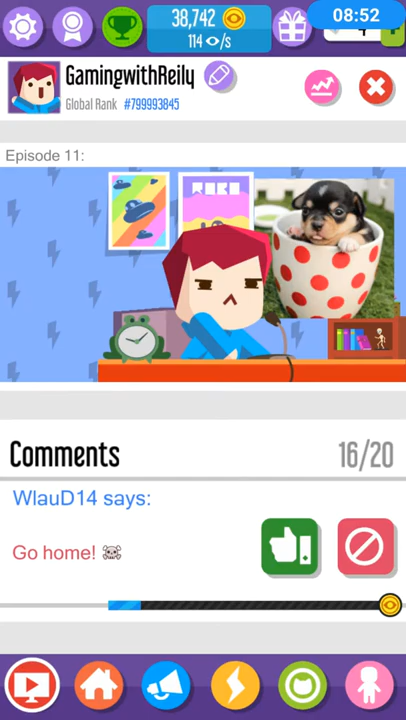 38,742
114 /s
08:52
GamingwithReily
Global Rank #799993845
Episode 11:
Comments 16/20
WlauD14 says:
Go home! ☠